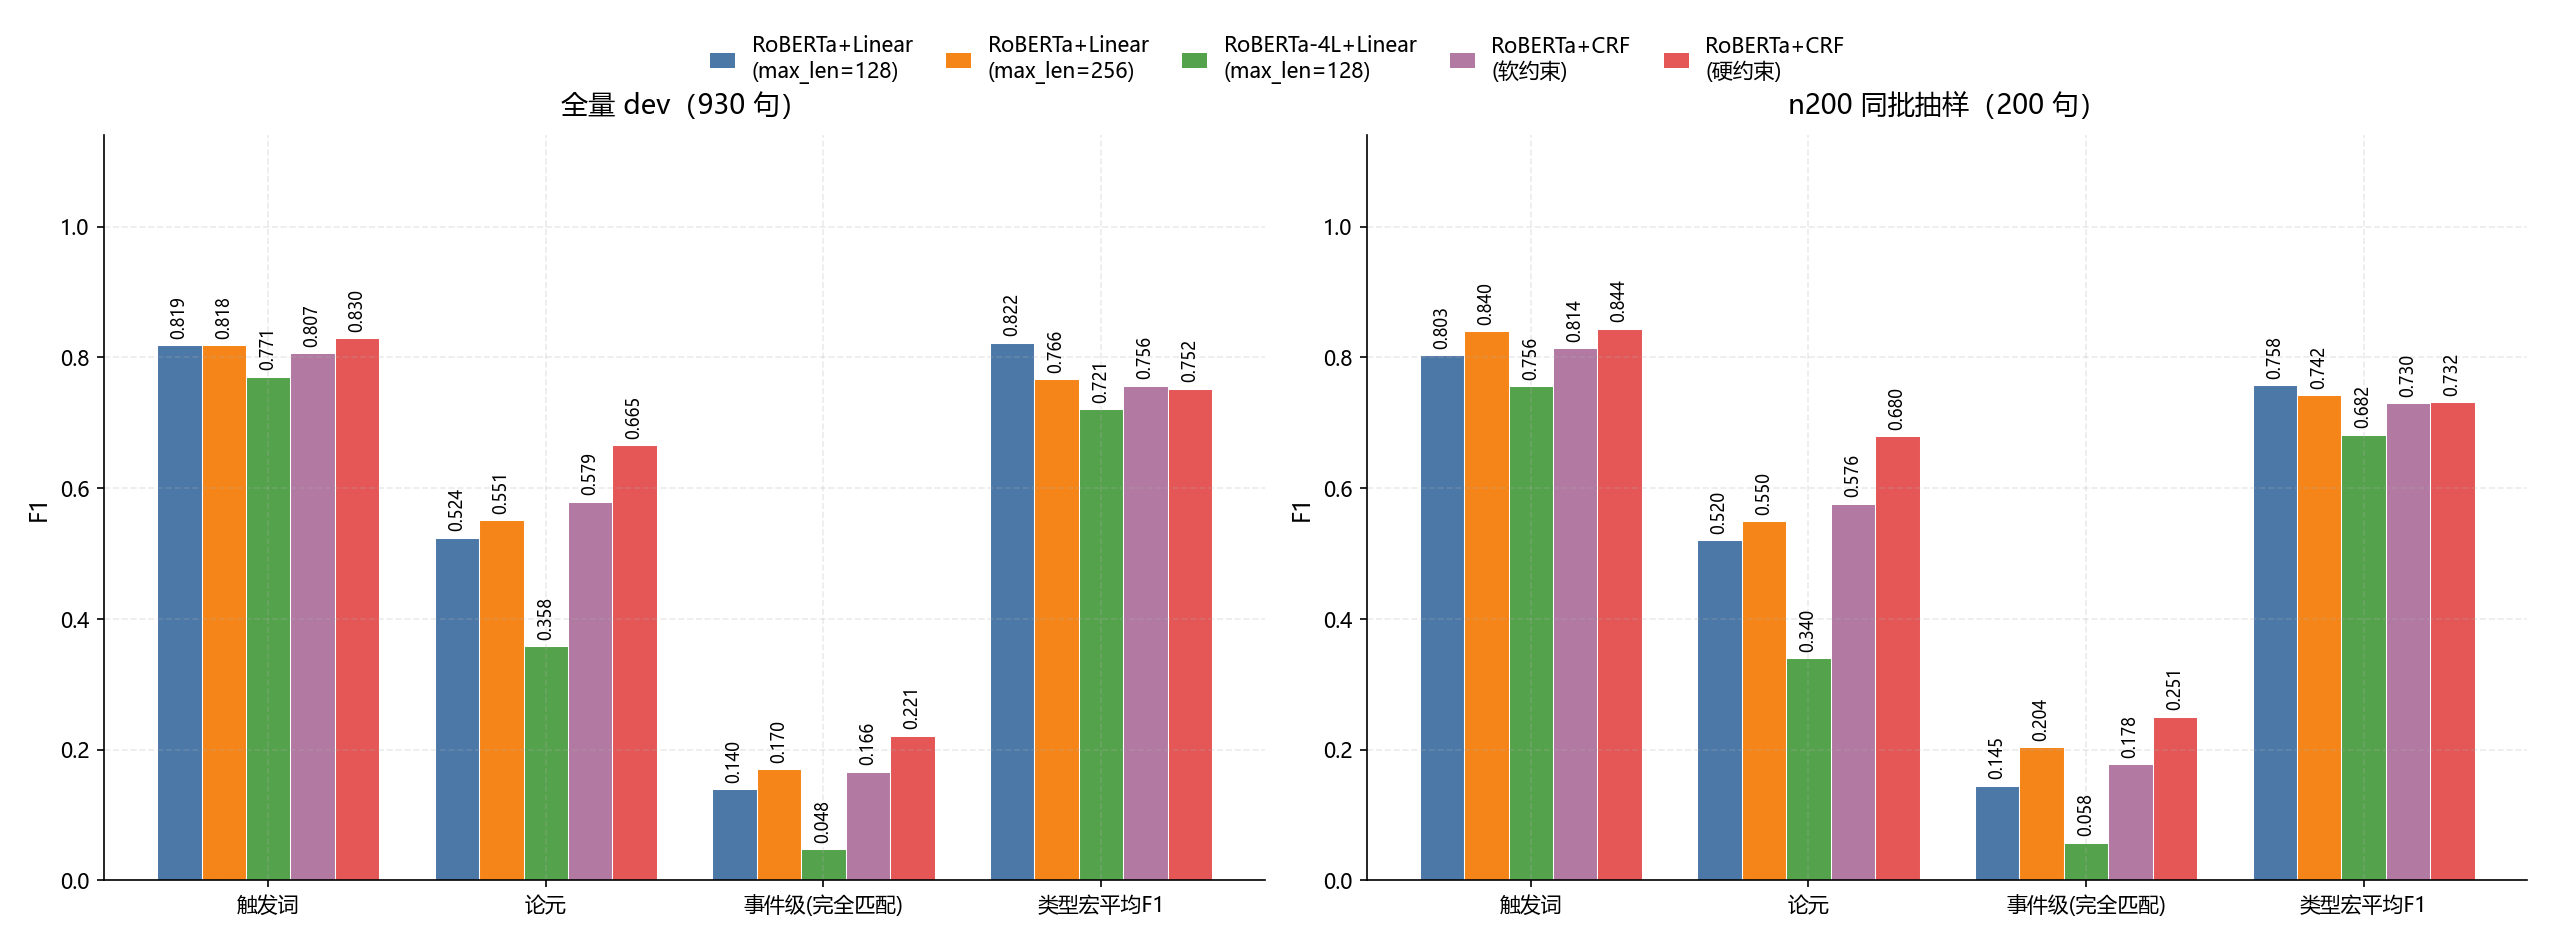 RoBERTa+Linear
(max_len=128)
RoBERTa+Linear
(max_len=256)
RoBERTa-4L+Linear
(max_len=128)
RoBERTa+CRF
(软约束)
RoBERTa+CRF
(硬约束)
全量 dev（930 句）
F1
1.0
0.8
0.6
0.4
0.2
0.0
0.819
0.818
0.771
0.807
0.830
0.524
0.551
0.358
0.579
0.665
0.140
0.170
0.048
0.166
0.221
0.822
0.766
0.721
0.756
0.752
触发词
论元
事件级(完全匹配)
类型宏平均F1
n200 同批抽样（200 句）
F1
1.0
0.8
0.6
0.4
0.2
0.0
0.803
0.840
0.756
0.814
0.844
0.520
0.550
0.340
0.576
0.680
0.145
0.204
0.058
0.178
0.251
0.758
0.742
0.682
0.730
0.732
触发词
论元
事件级(完全匹配)
类型宏平均F1